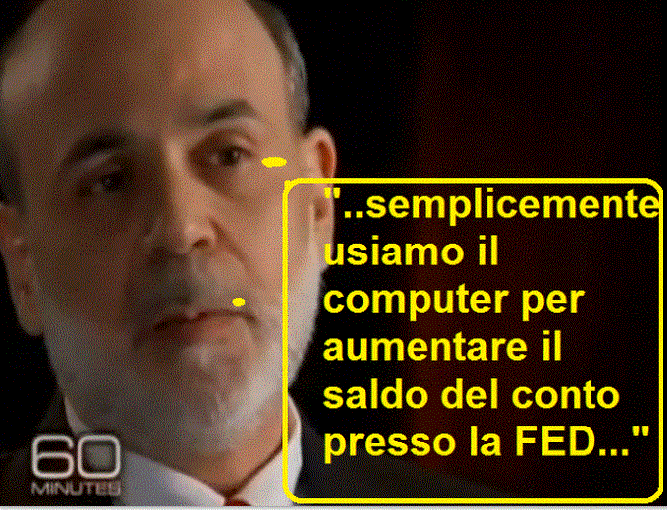 "..semplicemente
usiamo il
computer per
aumentare il
saldo del conto
presso la FED..."
60
MINUTES